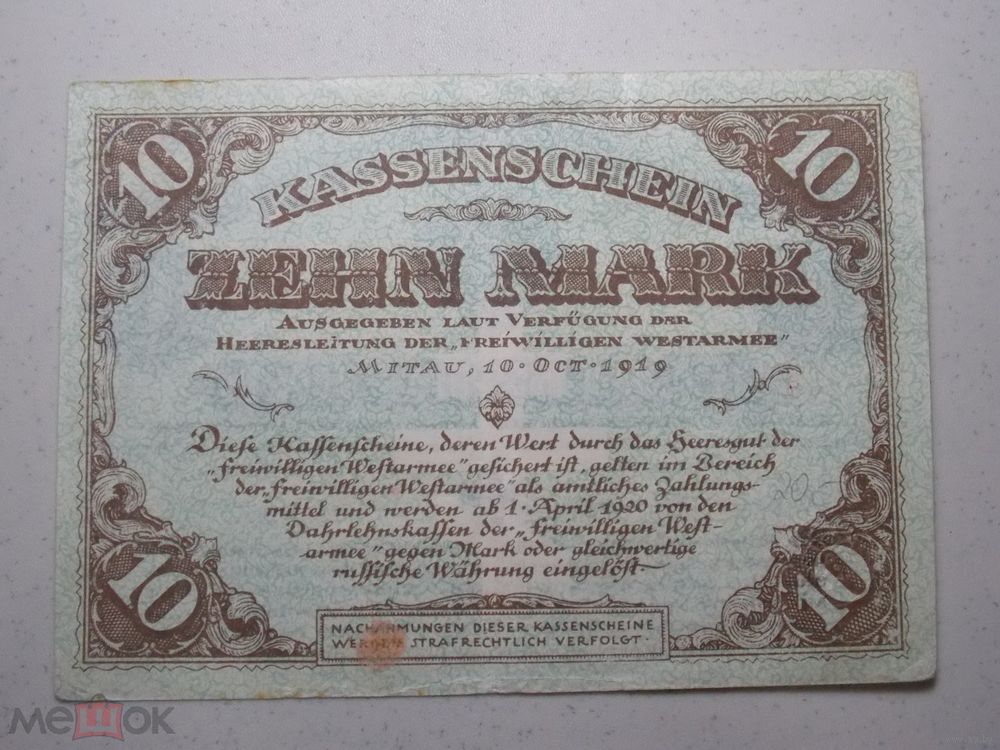 10
10
KASSENSCHEIN
ZEHN MARK
AUSGEGEBEN LAUT VERFÜGUNG DER
HEERESLEITUNG DER „FREIWILLIGEN WESTARMEE"
MITAU, 10 · OCT · 1919
Diese Kassenscheine, deren Wert durch das Heeresgut der
„freiwilligen Westarmee" gesichert ist, gelten im Bereich
der „freiwilligen Westarmee" als amtliches Zahlungs-
mittel und werden ab 1 · April 1920 von den
Dahrlehnskassen der „freiwilligen West-
armee" gegen Mark oder gleichwertige
russische Währung eingelöst ·
10
10
NACHAHMUNGEN DIESER KASSENSCHEINE
WERDEN STRAFRECHTLICH VERFOLGT ·
мешок